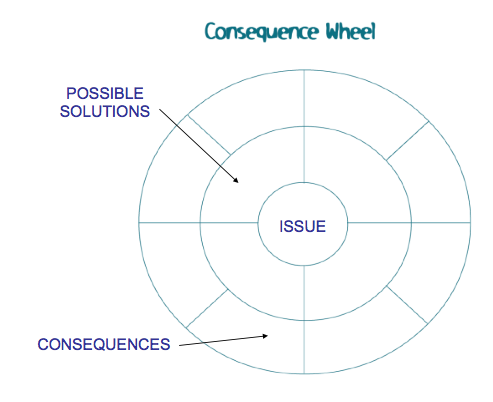 Consequence Wheel
POSSIBLE
SOLUTIONS
ISSUE
CONSEQUENCES